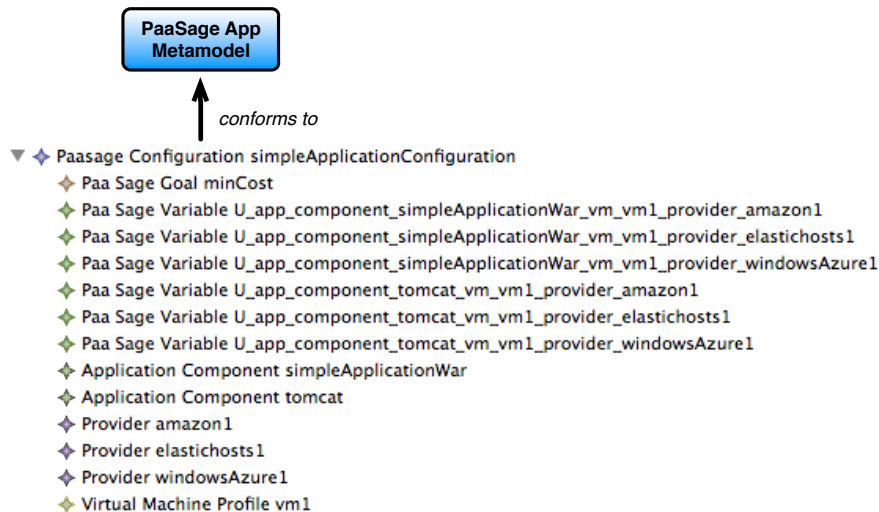 PaaSage App
Metamodel
conforms to
Paasage Configuration simpleApplicationConfiguration
Paa Sage Goal minCost
Paa Sage Variable U_app_component_simpleApplicationWar_vm_vm1_provider_amazon1
Paa Sage Variable U_app_component_simpleApplicationWar_vm_vm1_provider_elastichosts1
Paa Sage Variable U_app_component_simpleApplicationWar_vm_vm1_provider_windowsAzure1
Paa Sage Variable U_app_component_tomcat_vm_vm1_provider_amazon1
Paa Sage Variable U_app_component_tomcat_vm_vm1_provider_elastichosts1
Paa Sage Variable U_app_component_tomcat_vm_vm1_provider_windowsAzure1
Application Component simpleApplicationWar
Application Component tomcat
Provider amazon1
Provider elastichosts1
Provider windowsAzure1
Virtual Machine Profile vm1